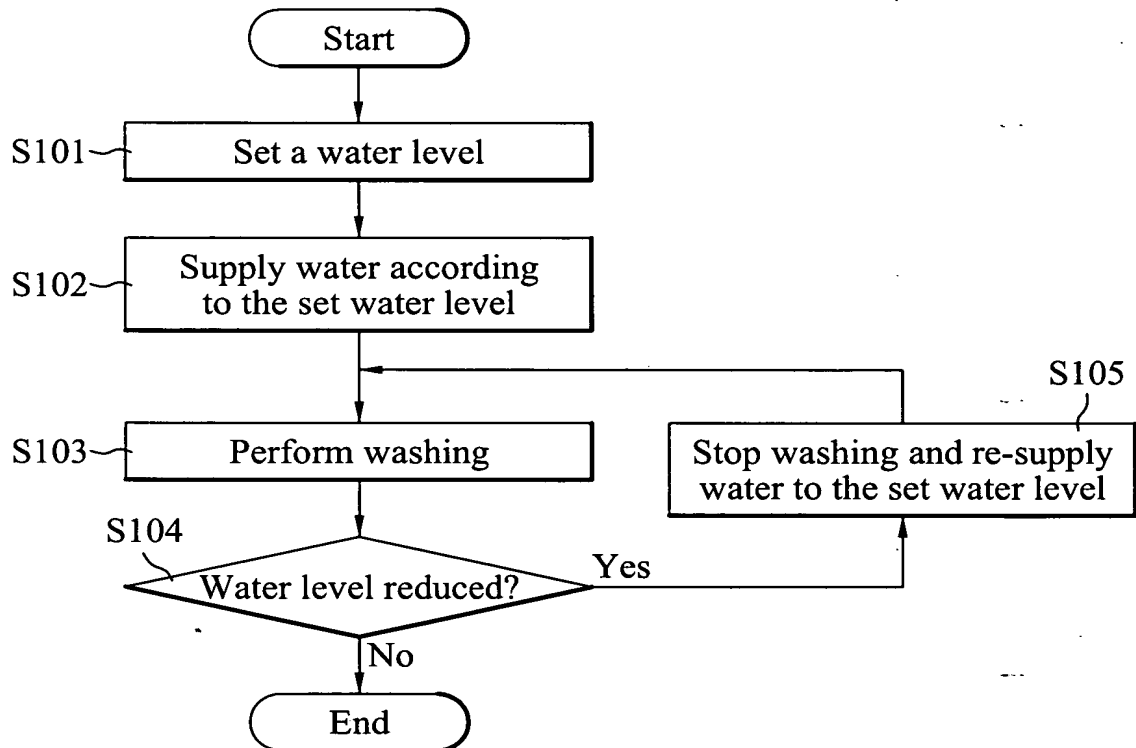 Start
S101
Set a water level
S102
Supply water according
to the set water level
S105
S103
Perform washing
Stop washing and re-supply
water to the set water level
S104
Water level reduced?
Yes
No
End